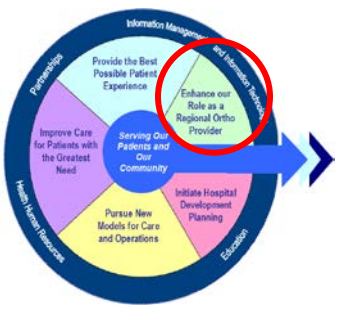 Information Management
and Information Technology
Partnerships
Provide the Best
Possible Patient
Experience
Enhance our
Role as a
Regional Ortho
Provider
Improve Care
for Patients with
the Greatest
Need
Serving Our
Patients and
Our
Community
Initiate Hospital
Development
Planning
Pursue New
Models for Care
and Operations
Health Human Resources
Education